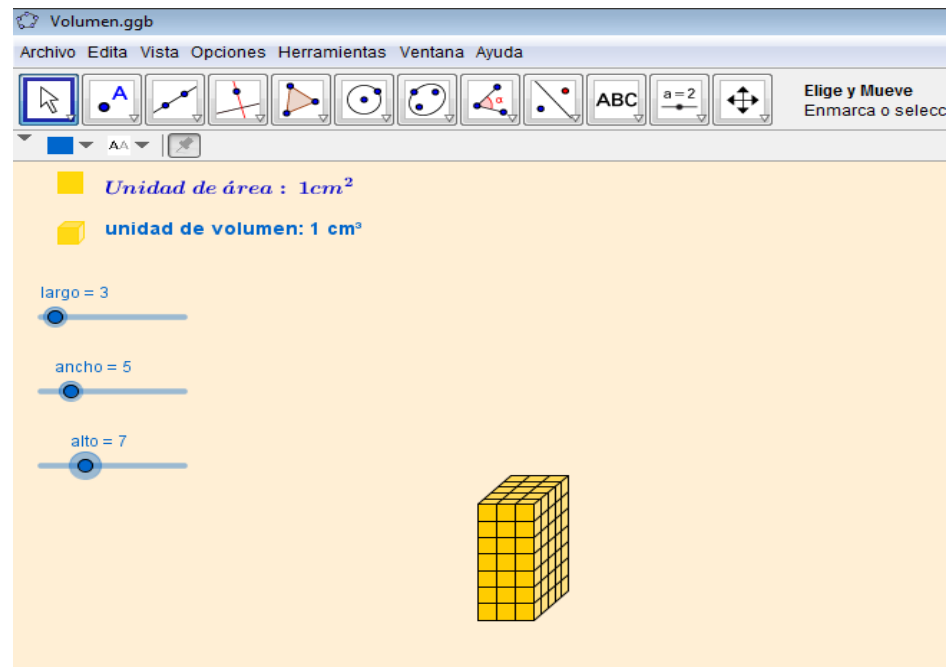 Volumen.ggb
Archivo Edita Vista Opciones Herramientas Ventana Ayuda
A
α
ABC
a=2
Elige y Mueve
Enmarca o selecc
AA
Unidad de área : 1cm²
unidad de volumen: 1 cm³
largo = 3
ancho = 5
alto = 7